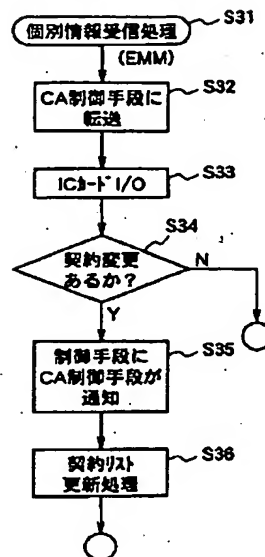 S31
個別情報受信処理
(EMM)
S32
CA制御手段に
転送
S33
ICカード I/O
S34
契約変更
あるか?
N
Y
S35
制御手段に
CA制御手段が
通知
S36
契約リスト
更新処理